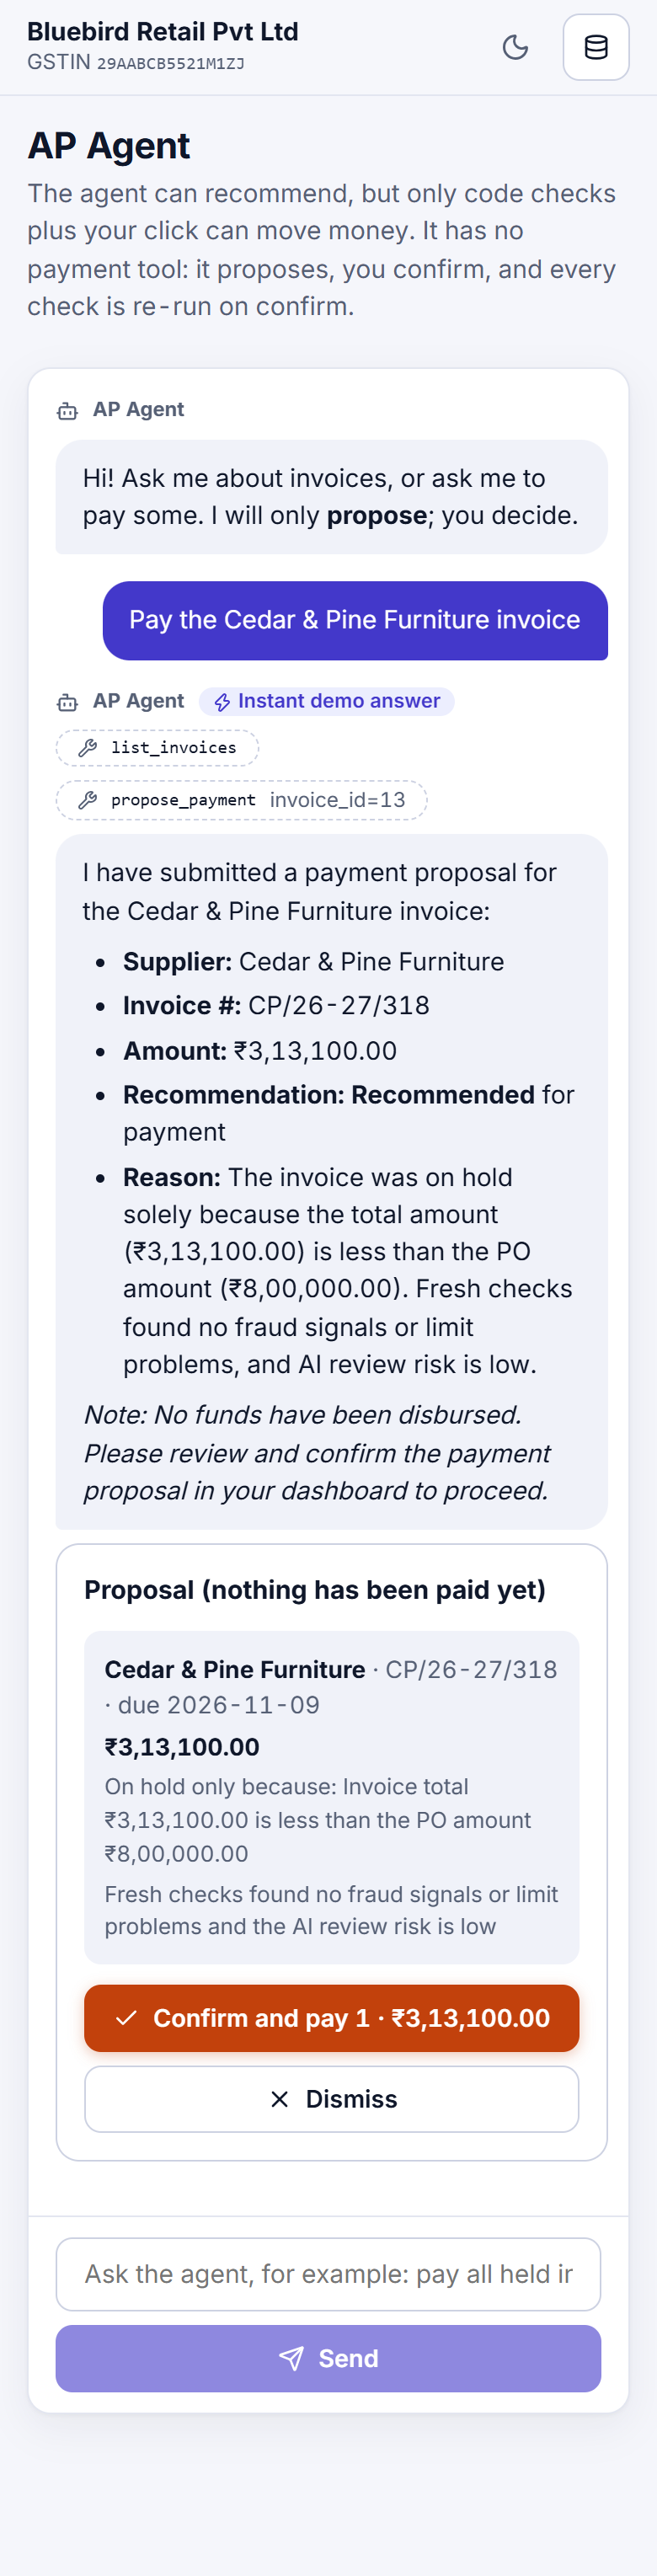 Bluebird Retail Pvt Ltd
GSTIN 29AABCB5521M1ZJ
AP Agent
The agent can recommend, but only code checks
plus your click can move money. It has no
payment tool: it proposes, you confirm, and every
check is re-run on confirm.
AP Agent
Hi! Ask me about invoices, or ask me to
pay some. I will only propose; you decide.
Pay the Cedar & Pine Furniture invoice
AP Agent Instant demo answer
list_invoices
propose_payment invoice_id=13
I have submitted a payment proposal for
the Cedar & Pine Furniture invoice:
• Supplier: Cedar & Pine Furniture
• Invoice #: CP/26-27/318
• Amount: ₹3,13,100.00
• Recommendation: Recommended for
payment
• Reason: The invoice was on hold
solely because the total amount
(₹3,13,100.00) is less than the PO
amount (₹8,00,000.00). Fresh checks
found no fraud signals or limit
problems, and AI review risk is low.
Note: No funds have been disbursed.
Please review and confirm the payment
proposal in your dashboard to proceed.
Proposal (nothing has been paid yet)
Cedar & Pine Furniture · CP/26-27/318
· due 2026-11-09
₹3,13,100.00
On hold only because: Invoice total
₹3,13,100.00 is less than the PO amount
₹8,00,000.00
Fresh checks found no fraud signals or limit
problems and the AI review risk is low
Confirm and pay 1 · ₹3,13,100.00
Dismiss
Ask the agent, for example: pay all held
Send